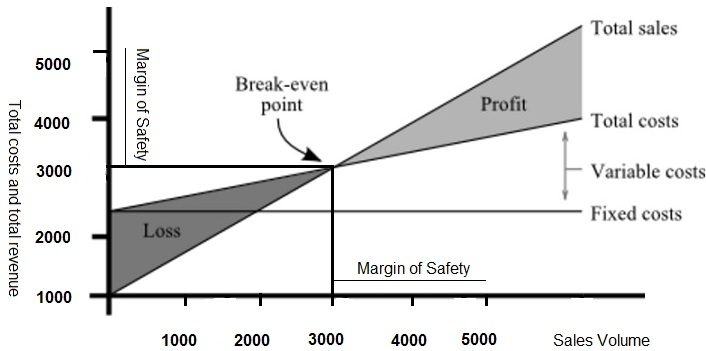 Total sales
5000
Margin of Safety
Break-even
point
Profit
4000
Total costs
Total costs and total revenue
3000
Variable costs
Fixed costs
Loss
2000
Margin of Safety
1000
1000
2000
3000
4000
5000
Sales Volume